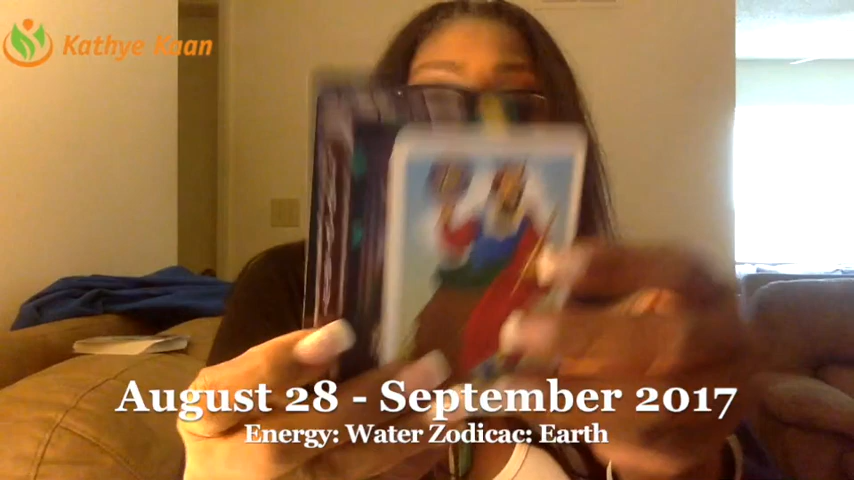 Kathye Kaan
August 28 - September 2017
Energy: Water Zodicac: Earth